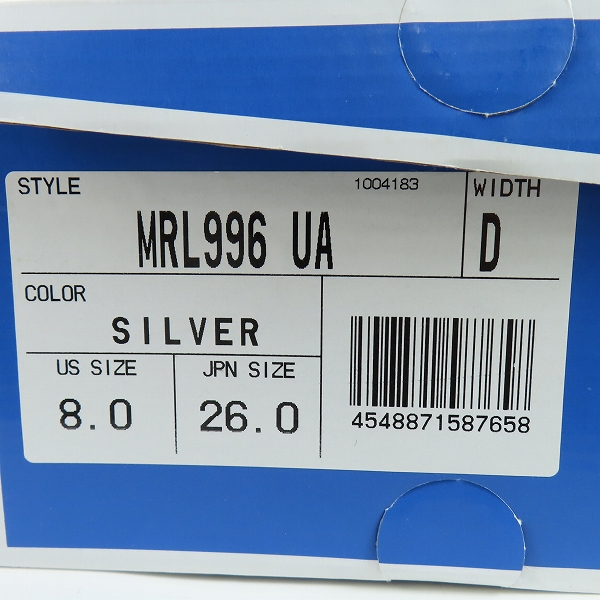 STYLE 1004183 WIDTH
MRL996 UA D
COLOR
SILVER
US SIZE JPN SIZE
8.0 26.0
4548871587658